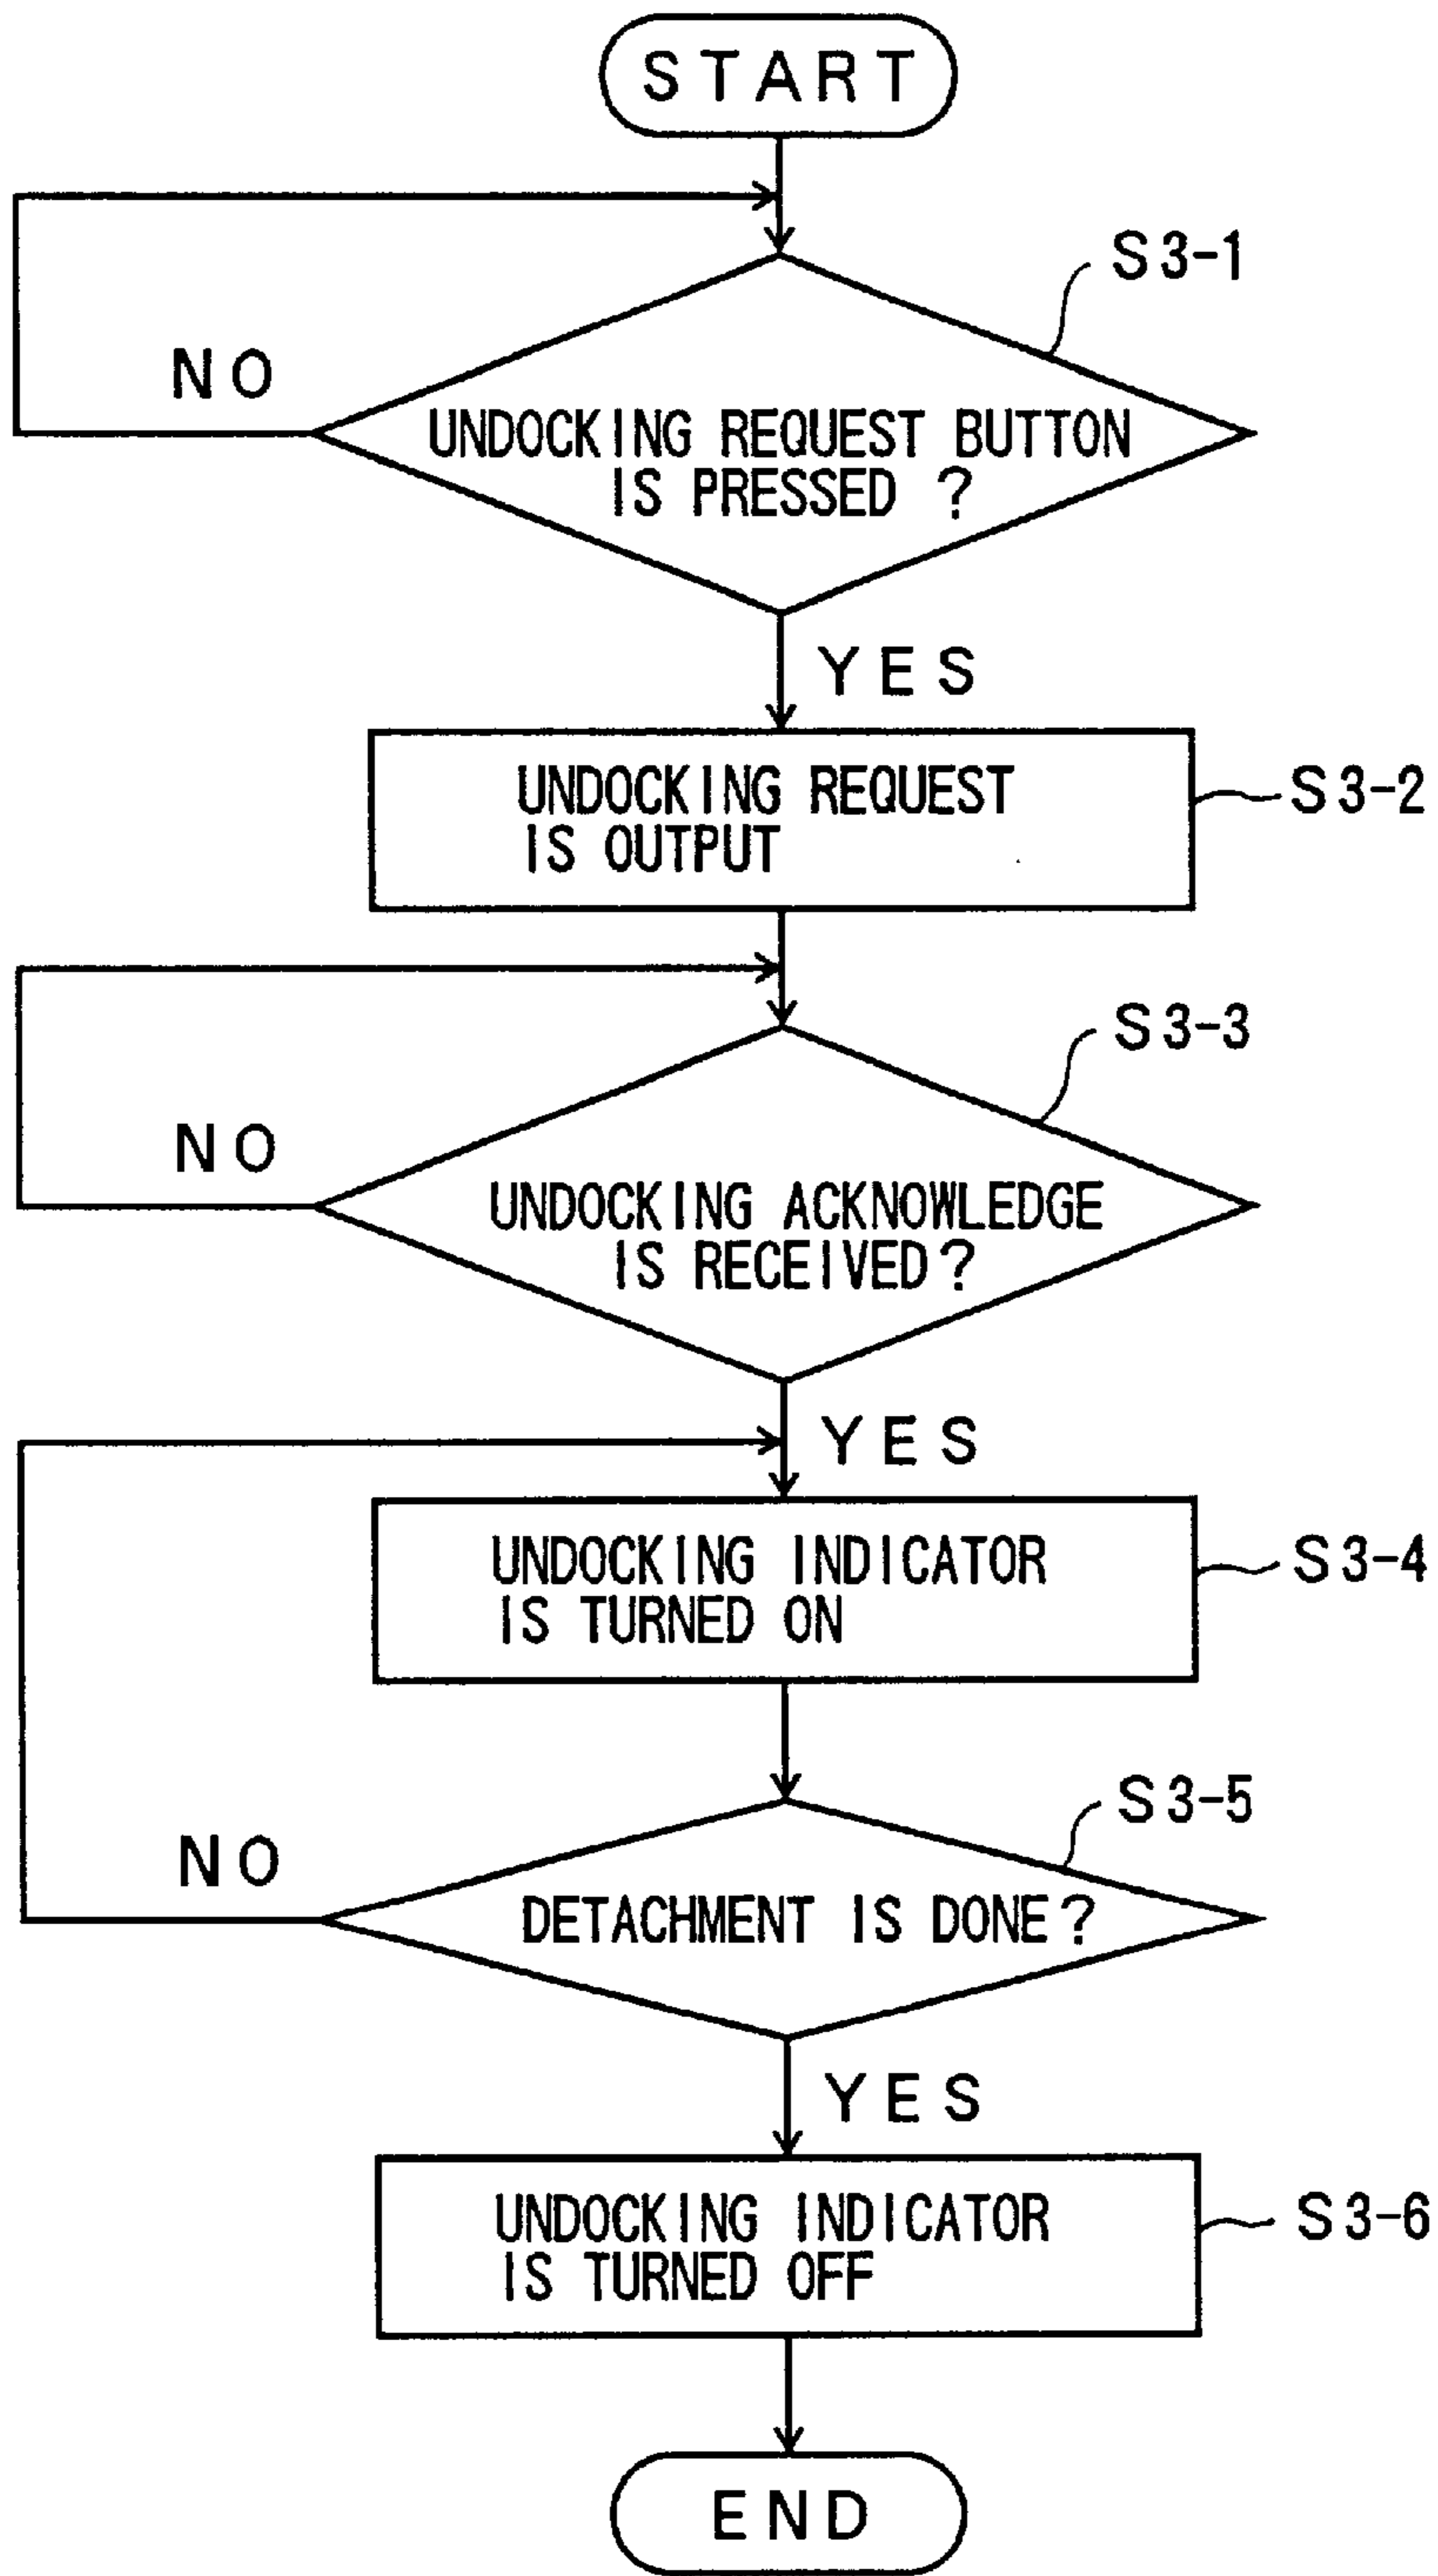 START
S3-1
NO
UNDOCKING REQUEST BUTTON
IS PRESSED ?
YES
UNDOCKING REQUEST
IS OUTPUT
S3-2
S3-3
NO
UNDOCKING ACKNOWLEDGE
IS RECEIVED?
YES
UNDOCKING INDICATOR
IS TURNED ON
S3-4
S3-5
NO
DETACHMENT IS DONE?
YES
UNDOCKING INDICATOR
IS TURNED OFF
S3-6
END